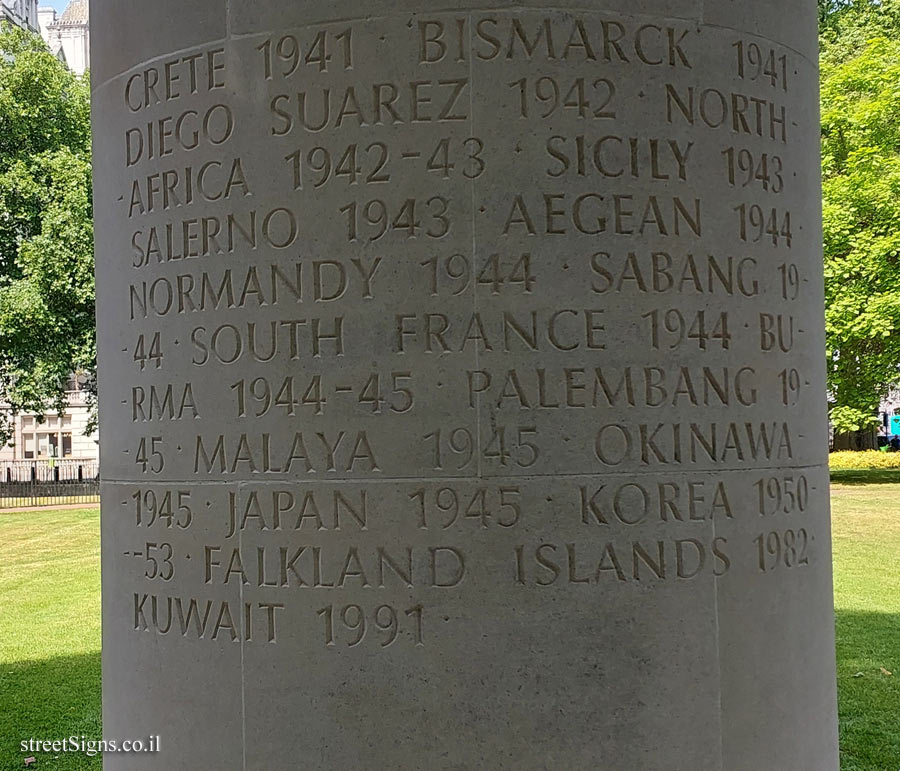 CRETE 1941 · BISMARCK 1941 ·
DIEGO SUAREZ 1942 · NORTH-
-AFRICA 1942-43 · SICILY 1943 ·
SALERNO 1943 · AEGEAN 1944 ·
NORMANDY 1944 · SABANG 19-
-44 · SOUTH FRANCE 1944 · BU-
-RMA 1944-45 · PALEMBANG 19-
-45 · MALAYA 1945 · OKINAWA-
-1945 · JAPAN 1945 · KOREA 1950-
--53 · FALKLAND ISLANDS 1982 ·
KUWAIT 1991
streetSigns.co.il